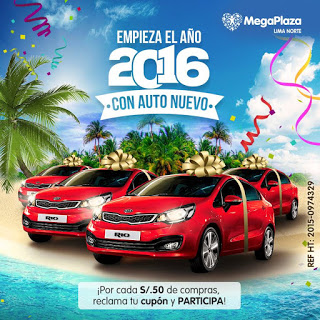 EMPIEZA EL AÑO
2016
CON AUTO NUEVO
MegaPlaza
LIMA NORTE
RIO
RIO
REF HT: 2015-0974329
¡Por cada S/.50 de compras,
reclama tu cupón y PARTICIPA!